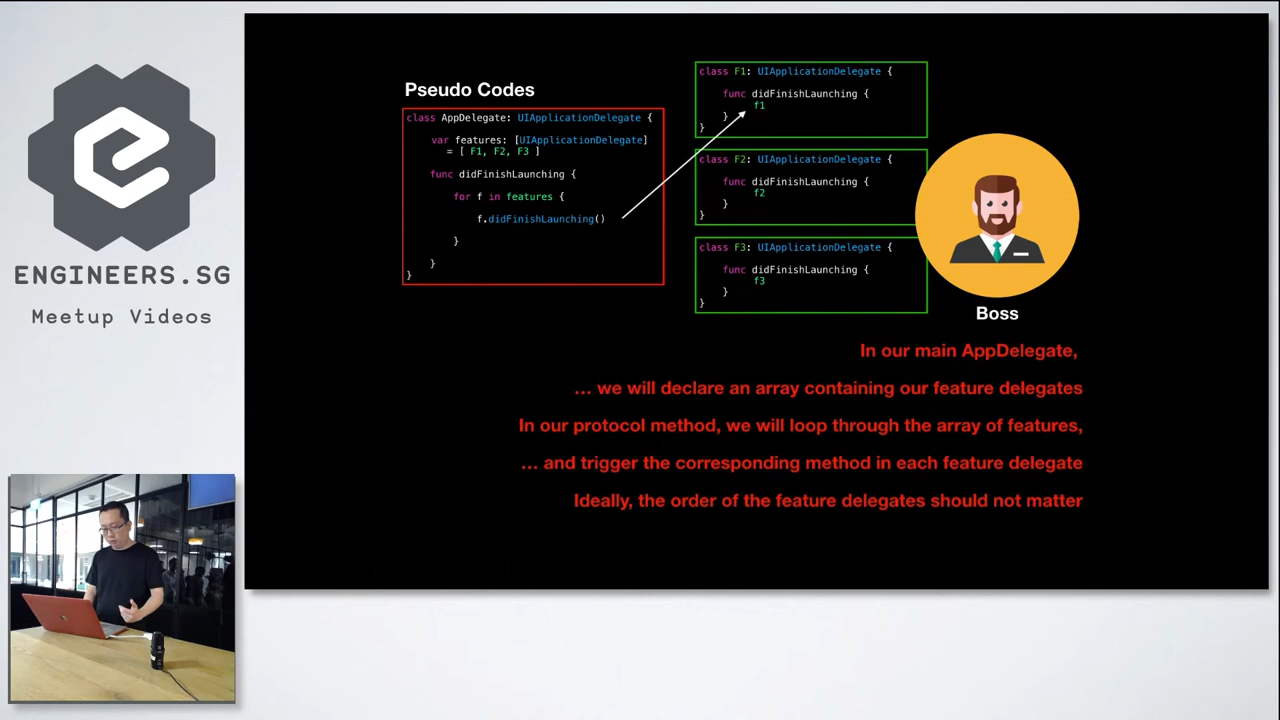 ENGINEERS.SG
Meetup Videos
Pseudo Codes
class AppDelegate: UIApplicationDelegate {
var features: [UIApplicationDelegate]
= [ F1, F2, F3 ]
func didFinishLaunching {
for f in features {
f.didFinishLaunching()
}
}
}
class F1: UIApplicationDelegate {
func didFinishLaunching {
f1
}
}
class F2: UIApplicationDelegate {
func didFinishLaunching {
f2
}
}
class F3: UIApplicationDelegate {
func didFinishLaunching {
f3
}
}
Boss
In our main AppDelegate,
… we will declare an array containing our feature delegates
In our protocol method, we will loop through the array of features,
… and trigger the corresponding method in each feature delegate
Ideally, the order of the feature delegates should not matter